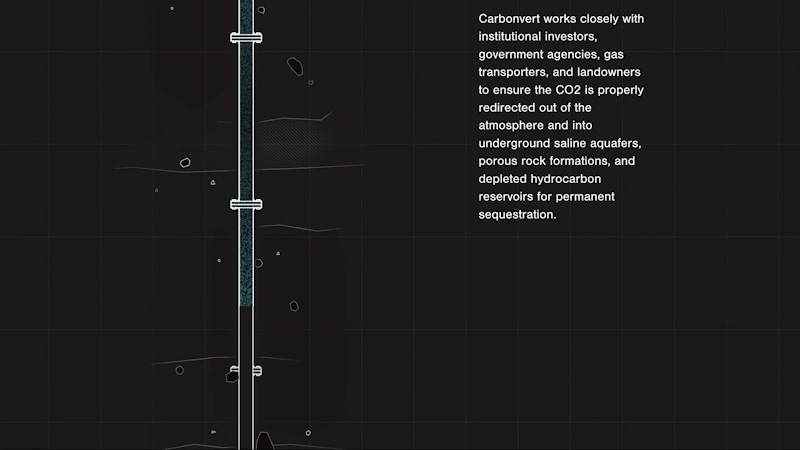 Carbonvert works closely with
institutional investors,
government agencies, gas
transporters, and landowners
to ensure the CO2 is properly
redirected out of the
atmosphere and into
underground saline aquafers,
porous rock formations, and
depleted hydrocarbon
reservoirs for permanent
sequestration.